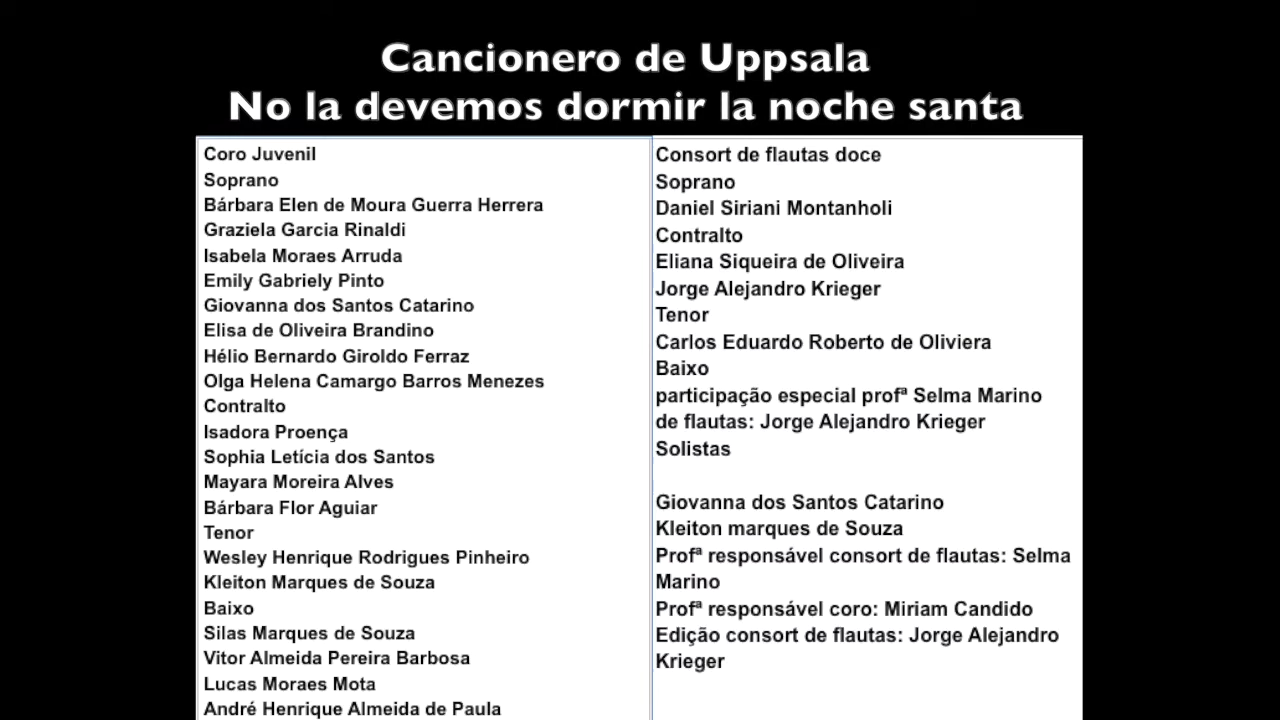 Cancionero de Uppsala
No la devemos dormir la noche santa
Coro Juvenil
Soprano
Bárbara Elen de Moura Guerra Herrera
Graziela Garcia Rinaldi
Isabela Moraes Arruda
Emily Gabriely Pinto
Giovanna dos Santos Catarino
Elisa de Oliveira Brandino
Hélio Bernardo Giroldo Ferraz
Olga Helena Camargo Barros Menezes
Contralto
Isadora Proença
Sophia Letícia dos Santos
Mayara Moreira Alves
Bárbara Flor Aguiar
Tenor
Wesley Henrique Rodrigues Pinheiro
Kleiton Marques de Souza
Baixo
Silas Marques de Souza
Vitor Almeida Pereira Barbosa
Lucas Moraes Mota
André Henrique Almeida de Paula
Consort de flautas doce
Soprano
Daniel Siriani Montanholi
Contralto
Eliana Siqueira de Oliveira
Jorge Alejandro Krieger
Tenor
Carlos Eduardo Roberto de Oliviera
Baixo
participação especial profª Selma Marino
de flautas: Jorge Alejandro Krieger
Solistas
Giovanna dos Santos Catarino
Kleiton marques de Souza
Profª responsável consort de flautas: Selma
Marino
Profª responsável coro: Miriam Candido
Edição consort de flautas: Jorge Alejandro
Krieger